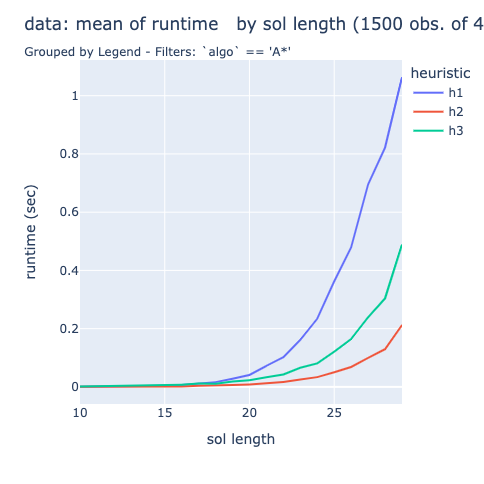 data: mean of runtime by sol length (1500 obs. of 4
Grouped by Legend - Filters: `algo` == 'A*'
heuristic
h1
h2
h3
runtime (sec)
1
0.8
0.6
0.4
0.2
0
10
15
20
25
sol length